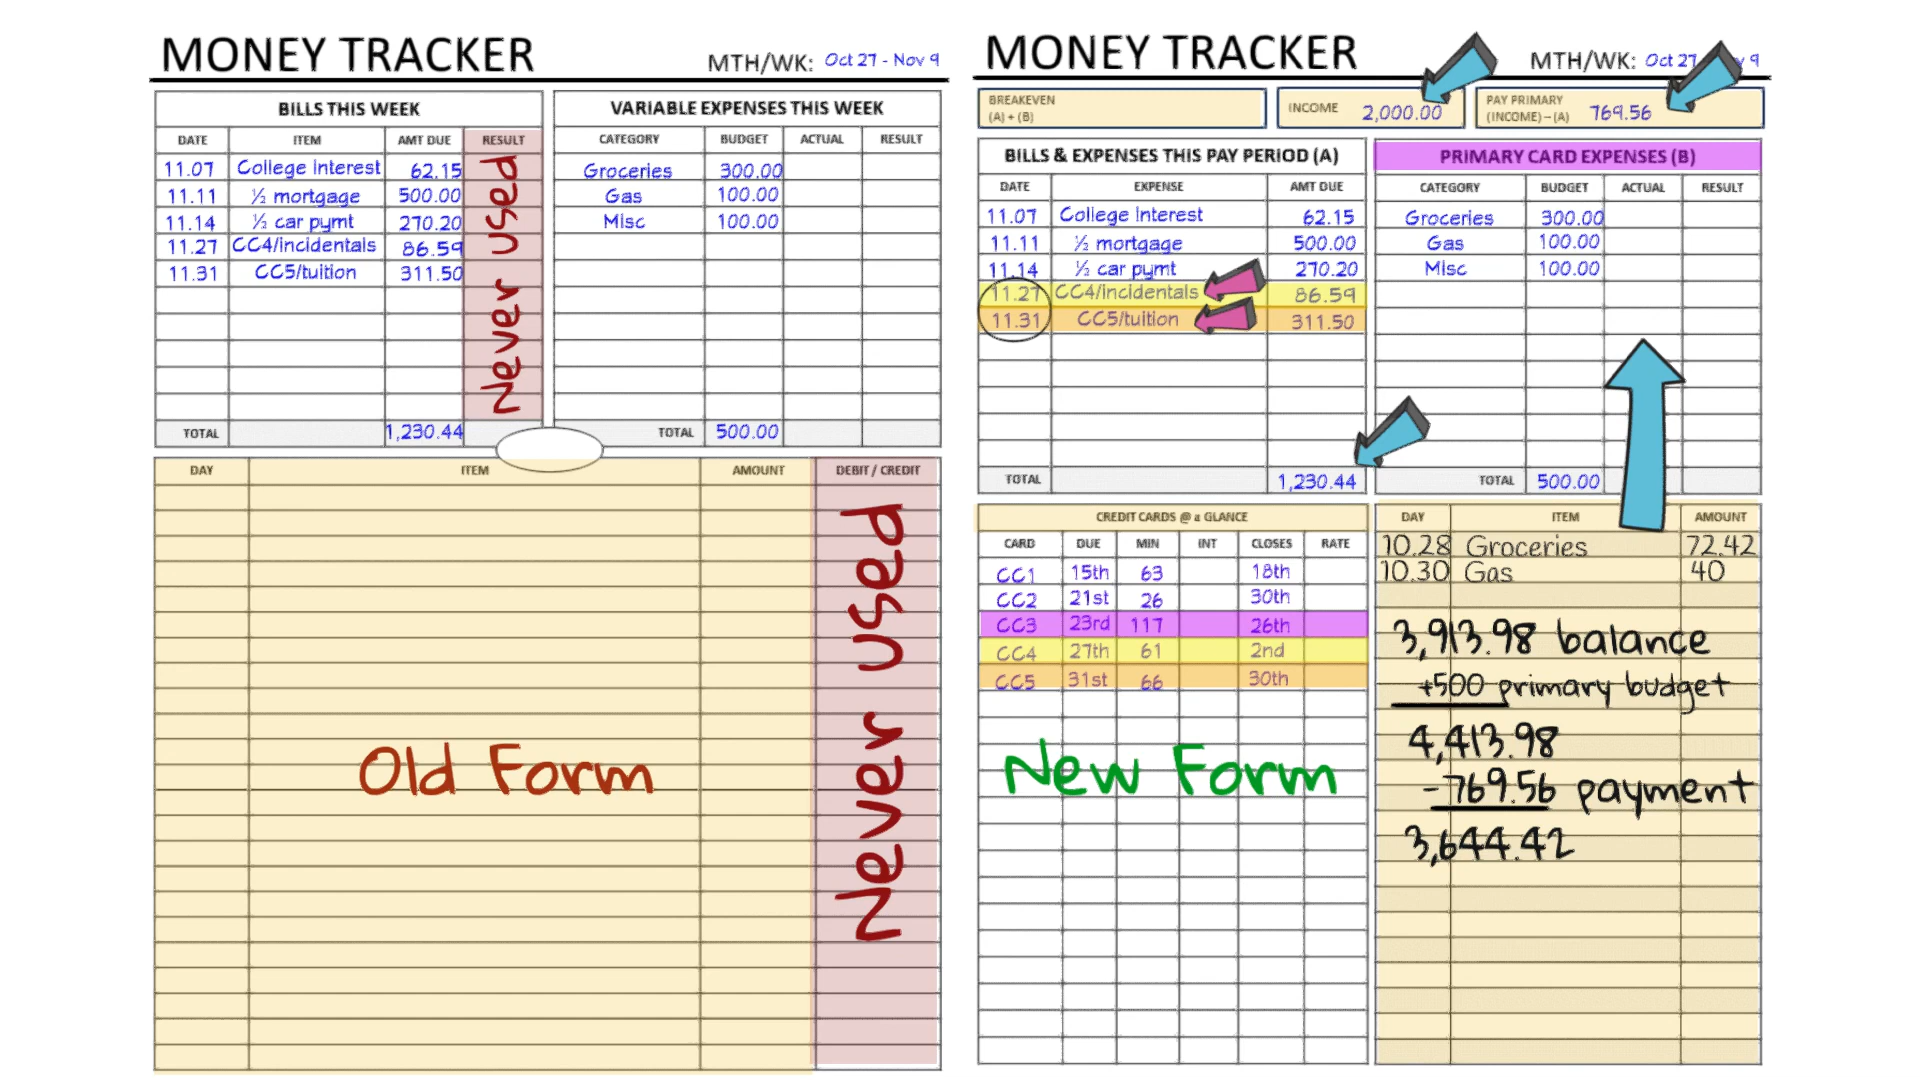 MONEY TRACKER
MTH/WK: Oct 27 - Nov 9
BILLS THIS WEEK
DATE ITEM AMT DUE RESULT
11.07 College Interest 62.15
11.11 ½ mortgage 500.00
11.14 ½ car pymt 270.20
11.27 CC4/incidentals 86.59
11.31 CC5/tuition 311.50
TOTAL 1,230.44
Never used
VARIABLE EXPENSES THIS WEEK
CATEGORY BUDGET ACTUAL RESULT
Groceries 300.00
Gas 100.00
Misc 100.00
TOTAL 500.00
DAY ITEM AMOUNT DEBIT / CREDIT
Old Form
Never used
MONEY TRACKER
MTH/WK: Oct 27 9
BREAKEVEN
(A) + (B)
INCOME 2,000.00
PAY PRIMARY
(INCOME) – (A) 769.56
BILLS & EXPENSES THIS PAY PERIOD (A)
DATE EXPENSE AMT DUE
11.07 College Interest 62.15
11.11 ½ mortgage 500.00
11.14 ½ car pymt 270.20
11.27 CC4/incidentals 86.59
11.31 CC5/tuition 311.50
TOTAL 1,230.44
PRIMARY CARD EXPENSES (B)
CATEGORY BUDGET ACTUAL RESULT
Groceries 300.00
Gas 100.00
Misc 100.00
TOTAL 500.00
CREDIT CARDS @ a GLANCE
CARD DUE MIN INT CLOSES RATE
CC1 15th 63 18th
CC2 21st 26 30th
CC3 23rd 117 26th
CC4 27th 61 2nd
CC5 31st 66 30th
New Form
DAY ITEM AMOUNT
10.28 Groceries 72.42
10.30 Gas 40
3,913.98 balance
+500 primary budget
4,413.98
-769.56 payment
3,644.42